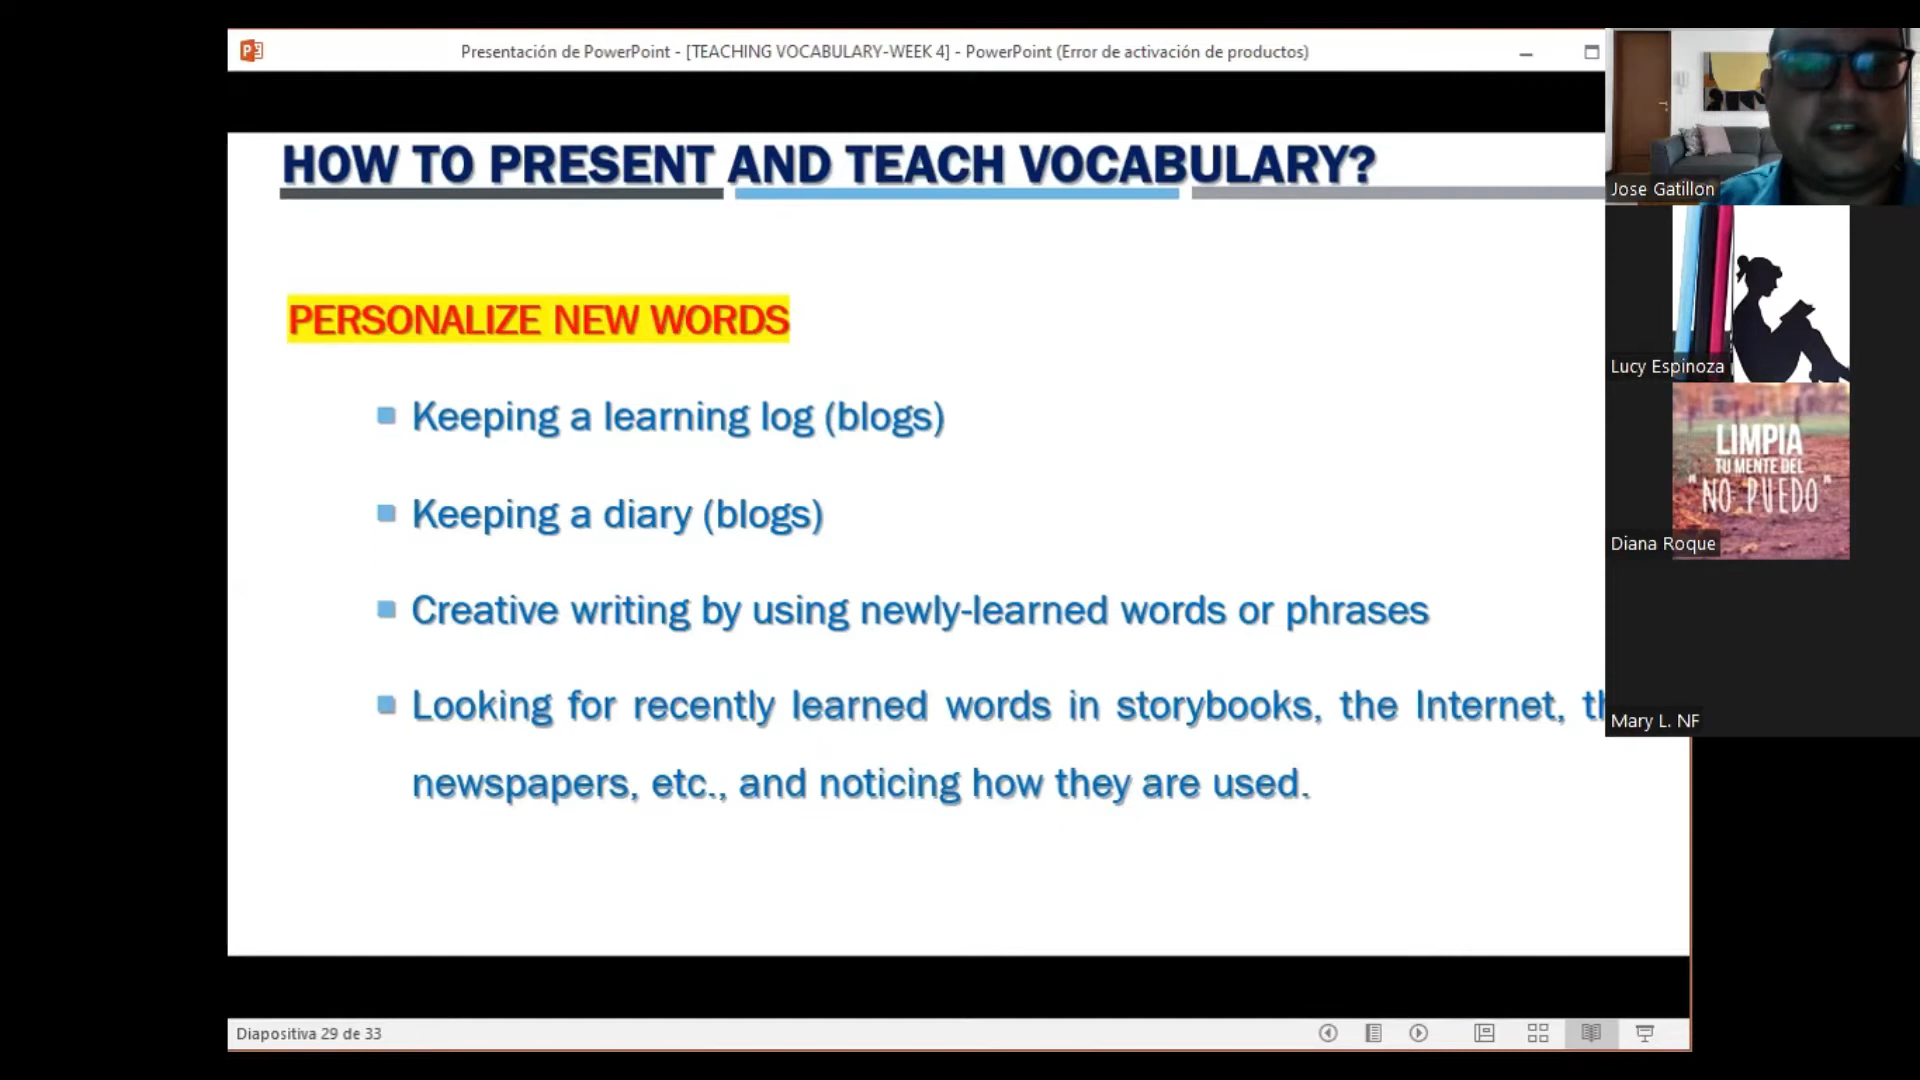 Presentación de PowerPoint - [TEACHING VOCABULARY-WEEK 4] - PowerPoint (Error de activación de productos)
HOW TO PRESENT AND TEACH VOCABULARY?
PERSONALIZE NEW WORDS
Keeping a learning log (blogs)
Keeping a diary (blogs)
Creative writing by using newly-learned words or phrases
Looking for recently learned words in storybooks, the Internet,
newspapers, etc., and noticing how they are used.
Diapositiva 29 de 33
Jose Gatillon
Lucy Espinoza
LIMPIA
TU MENTE DEL
"NO PUEDO"
Diana Roque
Mary L. NF